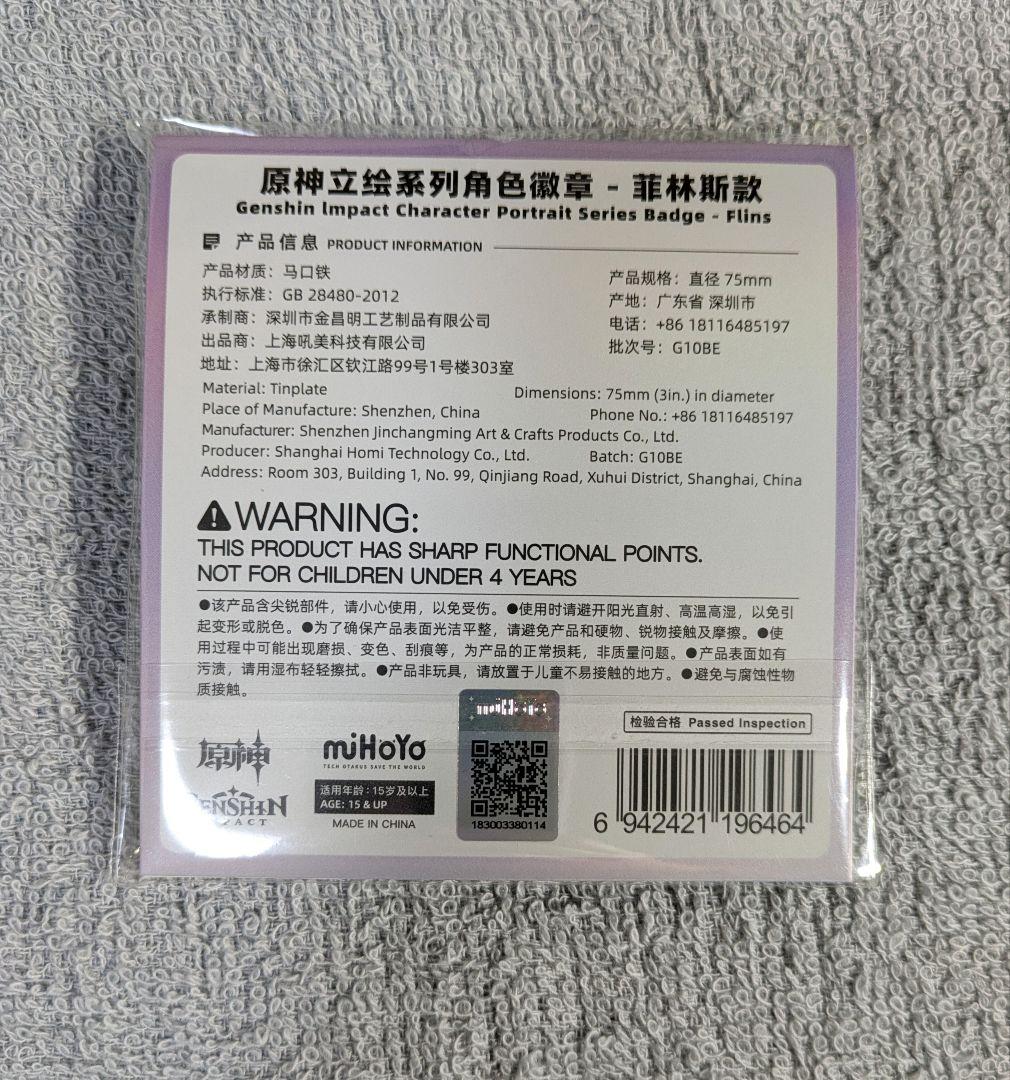 原神立绘系列角色徽章 - 菲林斯款
Genshin Impact Character Portrait Series Badge - Flins
产品信息 PRODUCT INFORMATION
产品材质：马口铁
产品规格：直径 75mm
执行标准：GB 28480-2012
产地：广东省 深圳市
承制商：深圳市金昌明工艺制品有限公司
电话：+86 18116485197
出品商：上海吼美科技有限公司
批次号：G10BE
地址：上海市徐汇区钦江路99号1号楼303室
Material: Tinplate
Dimensions: 75mm (3in.) in diameter
Place of Manufacture: Shenzhen, China
Phone No.: +86 18116485197
Manufacturer: Shenzhen Jinchangming Art & Crafts Products Co., Ltd.
Producer: Shanghai Homi Technology Co., Ltd.
Batch: G10BE
Address: Room 303, Building 1, No. 99, Qinjiang Road, Xuhui District, Shanghai, China
WARNING:
THIS PRODUCT HAS SHARP FUNCTIONAL POINTS.
NOT FOR CHILDREN UNDER 4 YEARS
●该产品含尖锐部件，请小心使用，以免受伤。●使用时请避开阳光直射、高温高湿，以免引
起变形或脱色。●为了确保产品表面光洁平整，请避免产品和硬物、锐物接触及摩擦。●使
用过程中可能出现磨损、变色、刮痕等，为产品的正常损耗，非质量问题。●产品表面如有
污渍，请用湿布轻轻擦拭。●产品非玩具，请放置于儿童不易接触的地方。●避免与腐蚀性物
质接触。
miHoYo
检验合格 Passed Inspection
原神
GENSHIN
IMPACT
miHoYo
TECH OTAKUS SAVE THE WORLD
适用年龄：15岁及以上
AGE: 15 & UP
MADE IN CHINA
183003380114
6 942421 196464